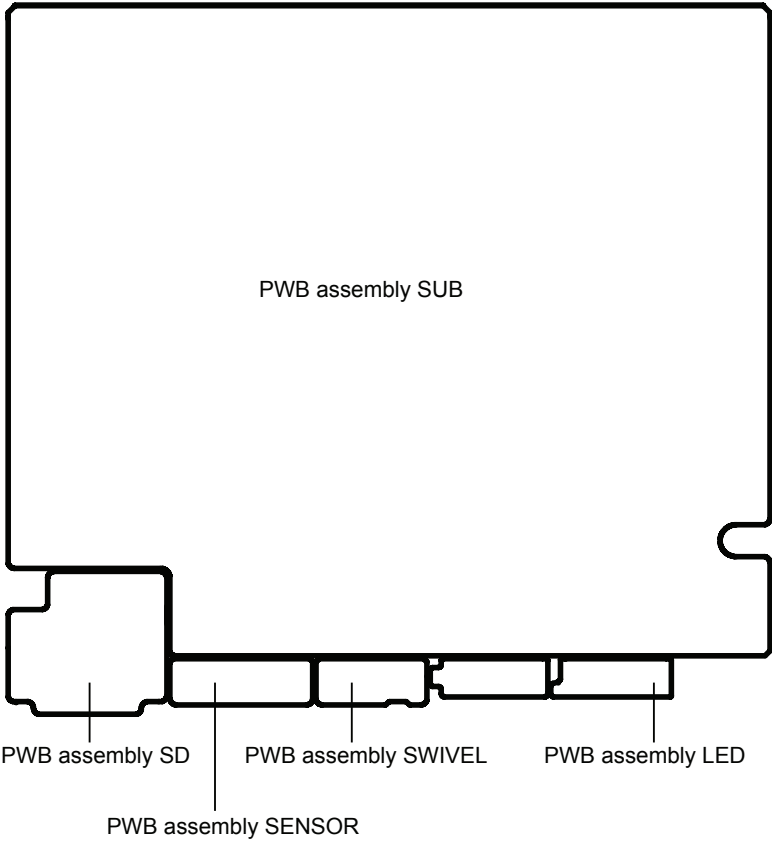 PWB assembly SUB
PWB assembly SD
PWB assembly SWIVEL
PWB assembly LED
PWB assembly SENSOR